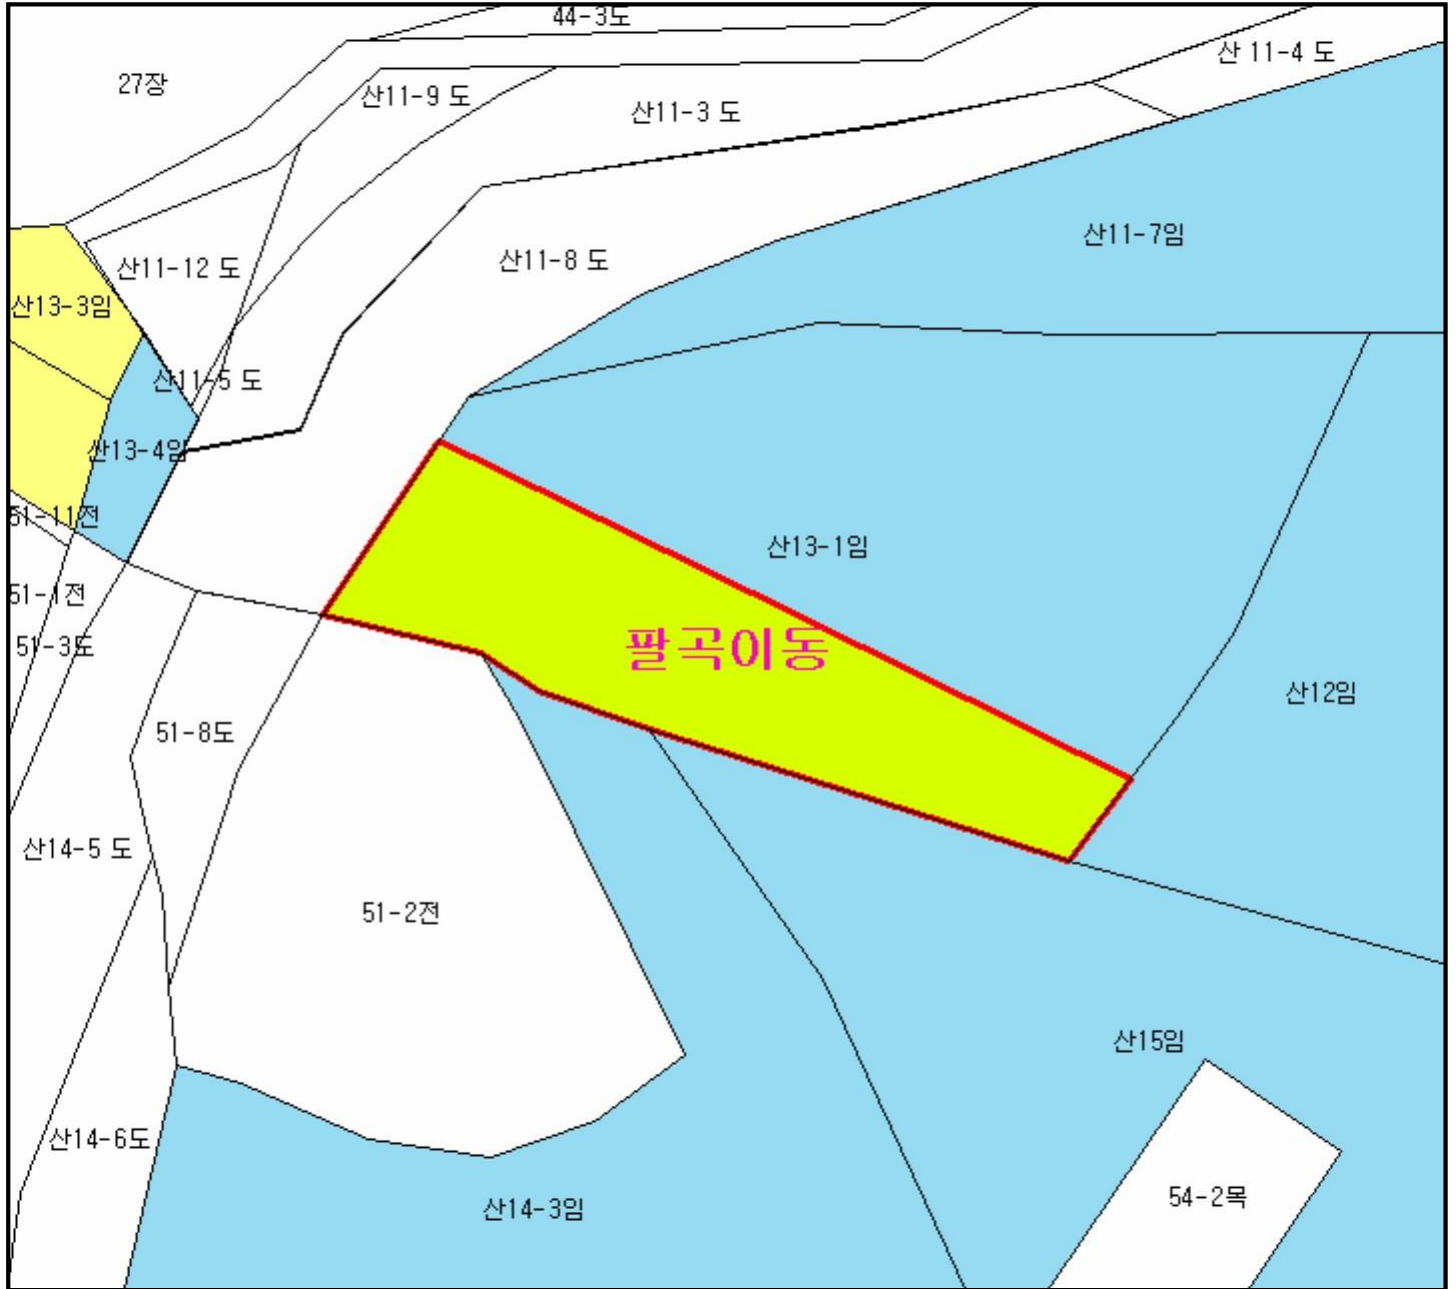 44-3도
산 11-4 도
27장
산11-9 도
산11-3 도
산11-7임
산11-8 도
산11-12 도
산13-3임
산11-5 도
산13-4임
51-11전
산13-1임
51-1전
51-3도
팔곡이동
산12임
51-8도
산14-5 도
51-2전
산15임
산14-6도
54-2목
산14-3임